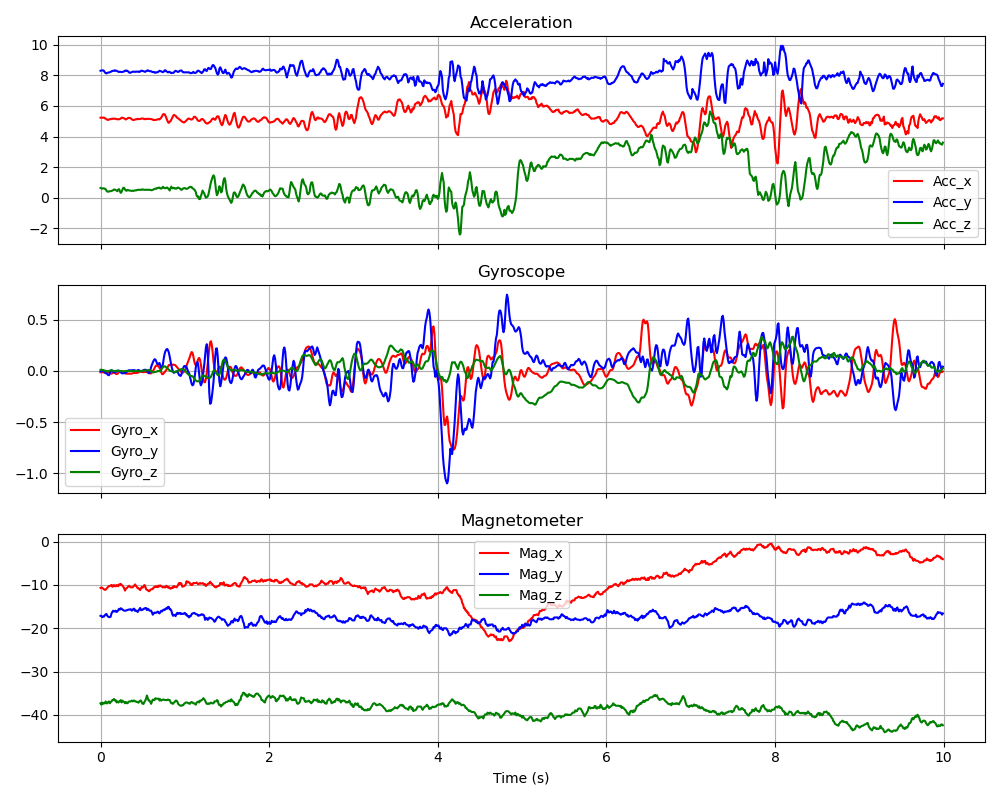 Acceleration
10
8
6
4
2
0
−2
Acc_x
Acc_y
Acc_z
Gyroscope
0.5
0.0
−0.5
−1.0
Gyro_x
Gyro_y
Gyro_z
Magnetometer
0
−10
−20
−30
−40
Mag_x
Mag_y
Mag_z
0 2 4 6 8 10
Time (s)